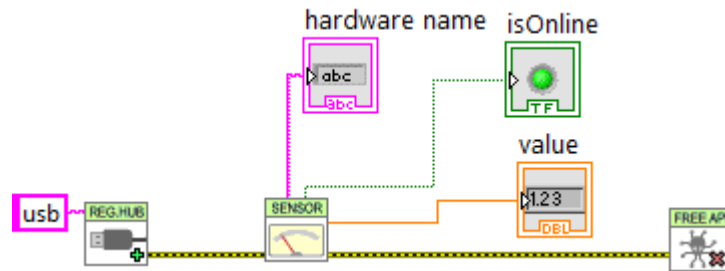 hardware name
isOnline
abc
abc
TF
value
1.23
DBL
usb
REG.HUB
SENSOR
FREE AP